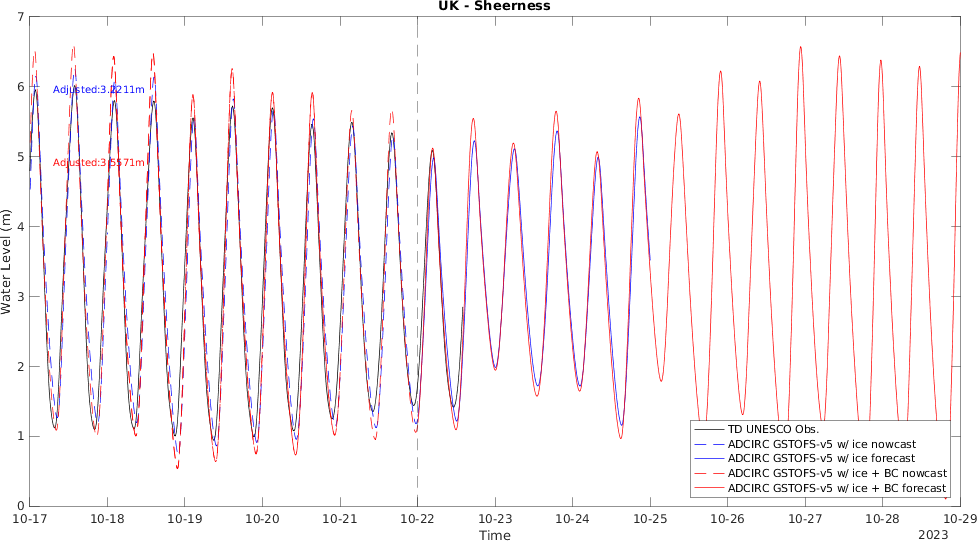 UK - Sheerness
7
6
5
4
3
2
1
0
Water Level (m)
Adjusted:3.2211m
Adjusted:3.5571m
TD UNESCO Obs.
ADCIRC GSTOFS-v5 w/ ice nowcast
ADCIRC GSTOFS-v5 w/ ice forecast
ADCIRC GSTOFS-v5 w/ ice + BC nowcast
ADCIRC GSTOFS-v5 w/ ice + BC forecast
10-17 10-18 10-19 10-20 10-21 10-22 10-23 10-24 10-25 10-26 10-27 10-28 10-29
Time
2023